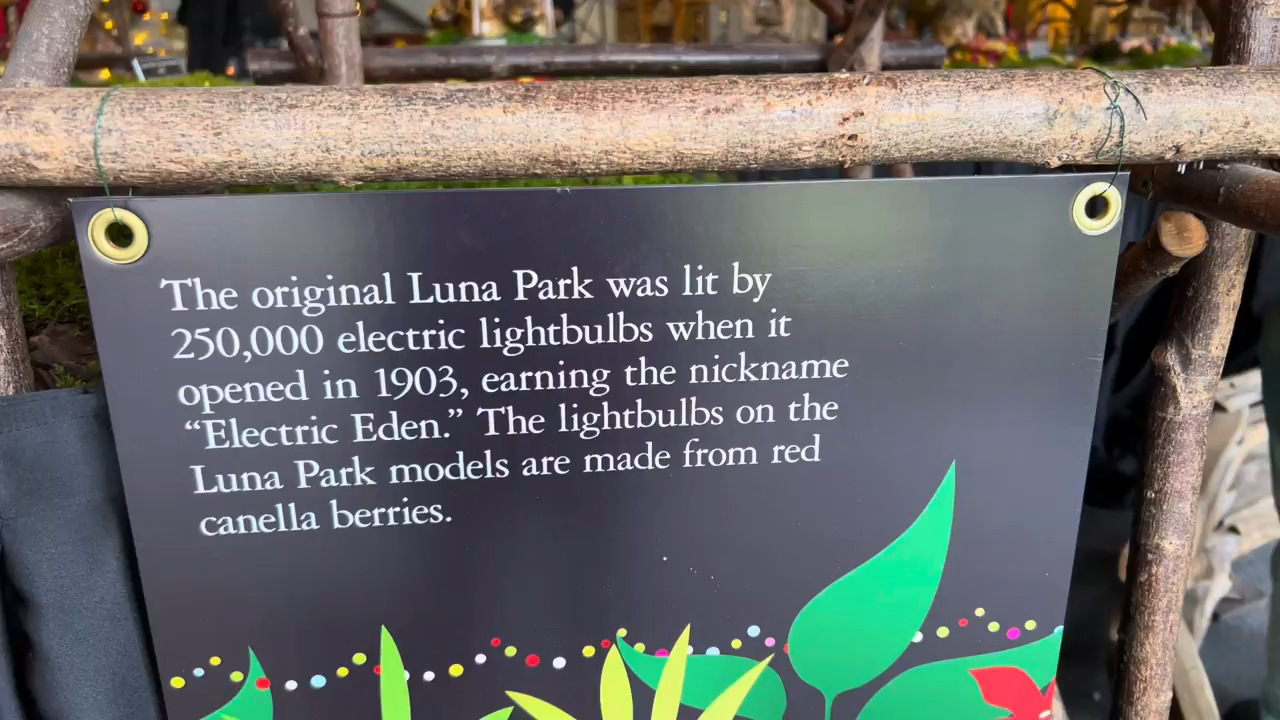 The original Luna Park was lit by
250,000 electric lightbulbs when it
opened in 1903, earning the nickname
“Electric Eden.” The lightbulbs on the
Luna Park models are made from red
canella berries.